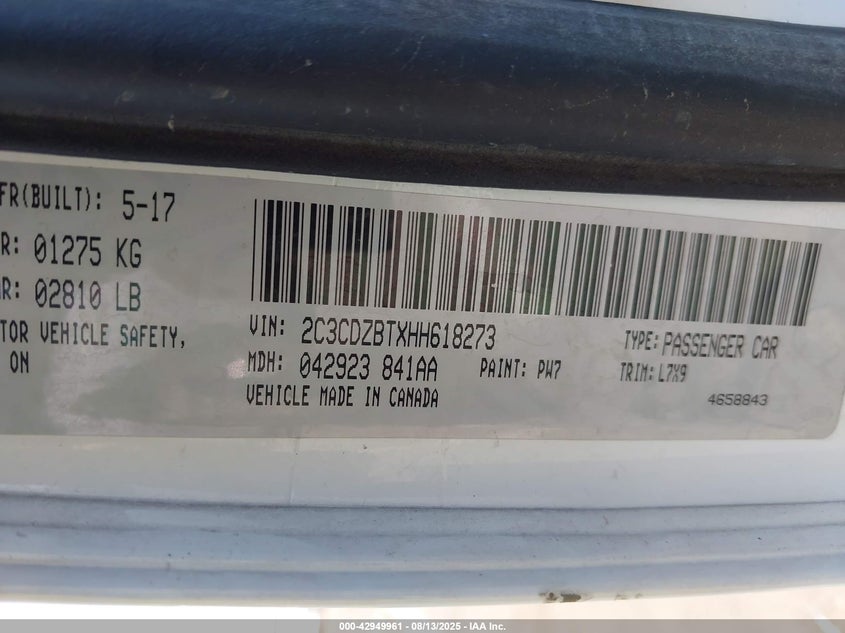 FR(BUILT): 5-17
R: 01275 KG
R: 02810 LB
TOR VEHICLE SAFETY,
ON
VIN: 2C3CDZBTXHH618273
TYPE: PASSENGER CAR
MDH: 042923 841AA
PAINT: PW7
TRIM: L7X9
VEHICLE MADE IN CANADA
4658843
000-42949961 - 08/13/2025 - IAA Inc.